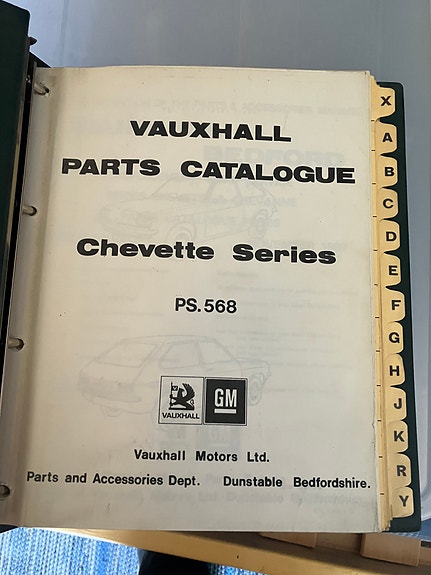 VAUXHALL
PARTS CATALOGUE
Chevette Series
PS.568
VAUXHALL
GM
Vauxhall Motors Ltd.
Parts and Accessories Dept. Dunstable Bedfordshire.
X
A
B
C
D
E
F
G
H
J
K
R
Y